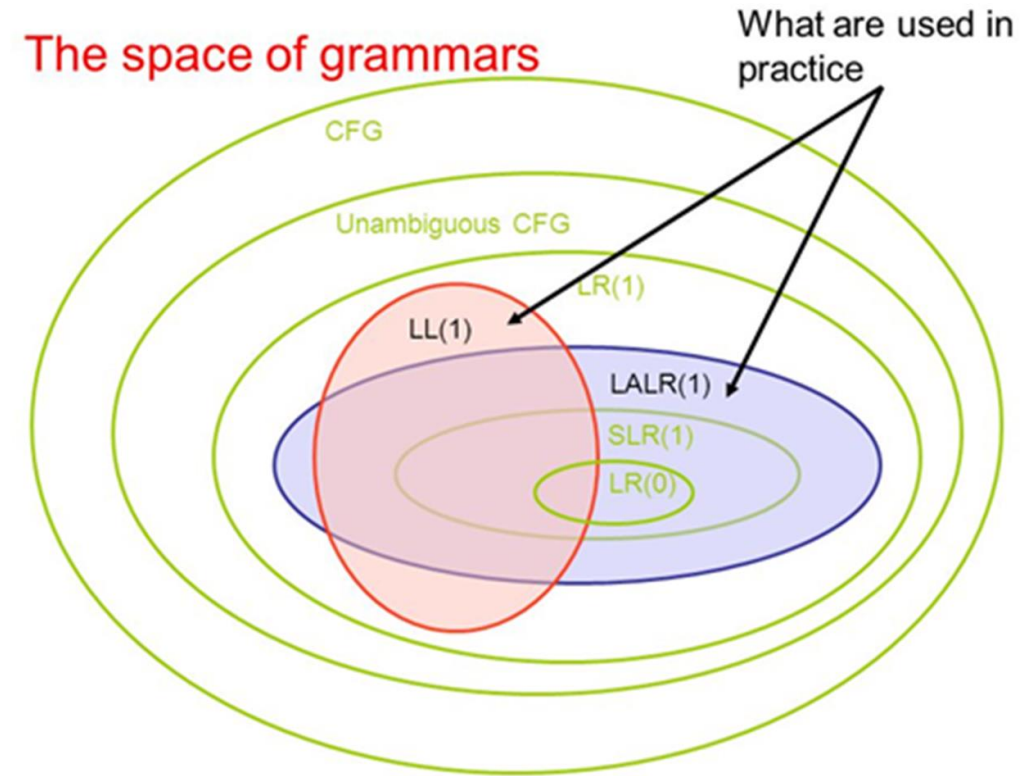 The space of grammars
What are used in
practice
CFG
Unambiguous CFG
LR(1)
LL(1)
LALR(1)
SLR(1)
LR(0)